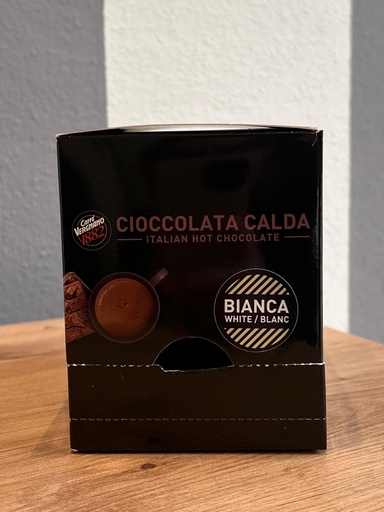 Caffè
VERGNANO
1882
CIOCCOLATA CALDA
ITALIAN HOT CHOCOLATE
BIANCA
WHITE / BLANC